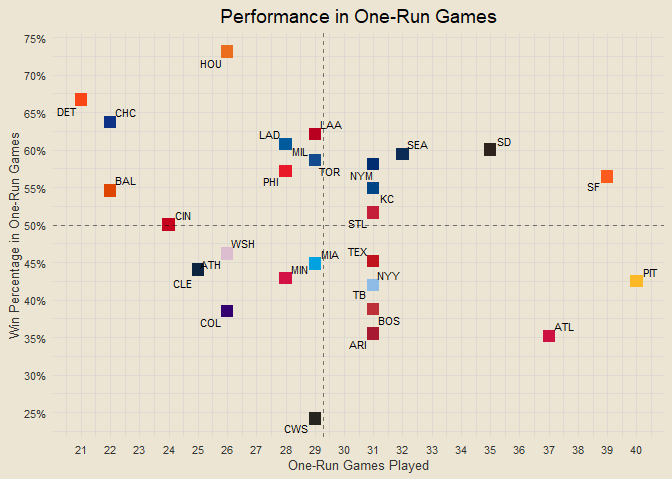 Performance in One-Run Games
75%
HOU
70%
DET
CHC
65%
LAD
LAA
60%
MIL
SEA
SD
TOR
PHI
NYM
55%
BAL
KC
SF
CIN
STL
50%
WSH
ATH
MIA
TEX
45%
CLE
MIN
NYY
PIT
TB
40%
COL
BOS
ATL
35%
ARI
30%
25%
CWS
Win Percentage in One-Run Games
21 22 23 24 25 26 27 28 29 30 31 32 33 34 35 36 37 38 39 40
One-Run Games Played